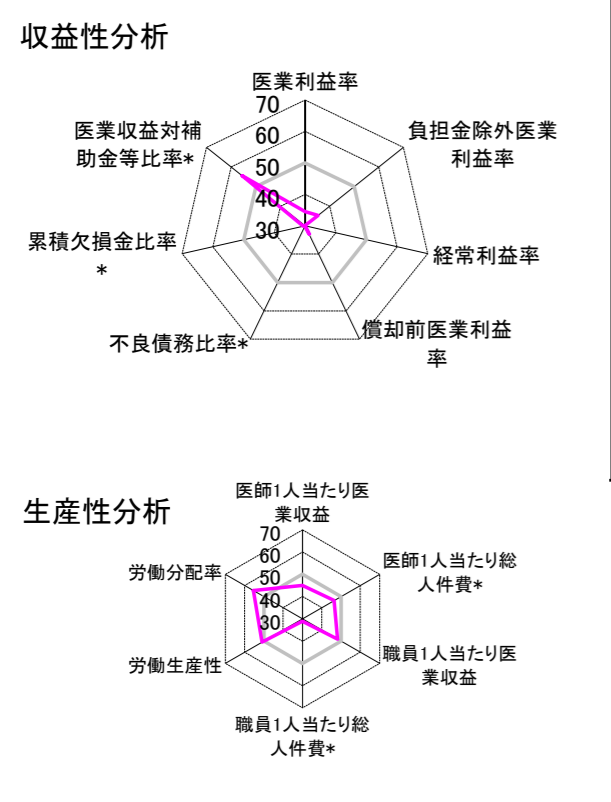 収益性分析
医業利益率
負担金除外医業
利益率
経常利益率
償却前医業利益
率
不良債務比率*
累積欠損金比率
*
医業収益対補
助金等比率*
70
60
50
40
30
生産性分析
医師1人当たり医
業収益
医師1人当たり総
人件費*
職員1人当たり医
業収益
職員1人当たり総
人件費*
労働生産性
労働分配率
70
60
50
40
30